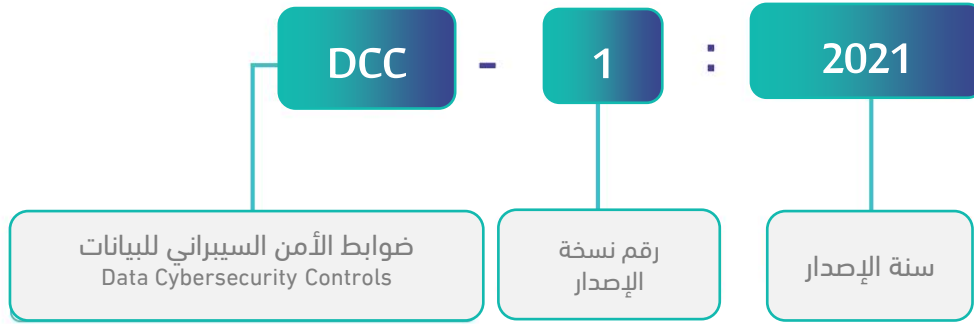 DCC - 1 : 2021
ضوابط الأمن السيبراني للبيانات
Data Cybersecurity Controls
رقم نسخة
الإصدار
سنة الإصدار